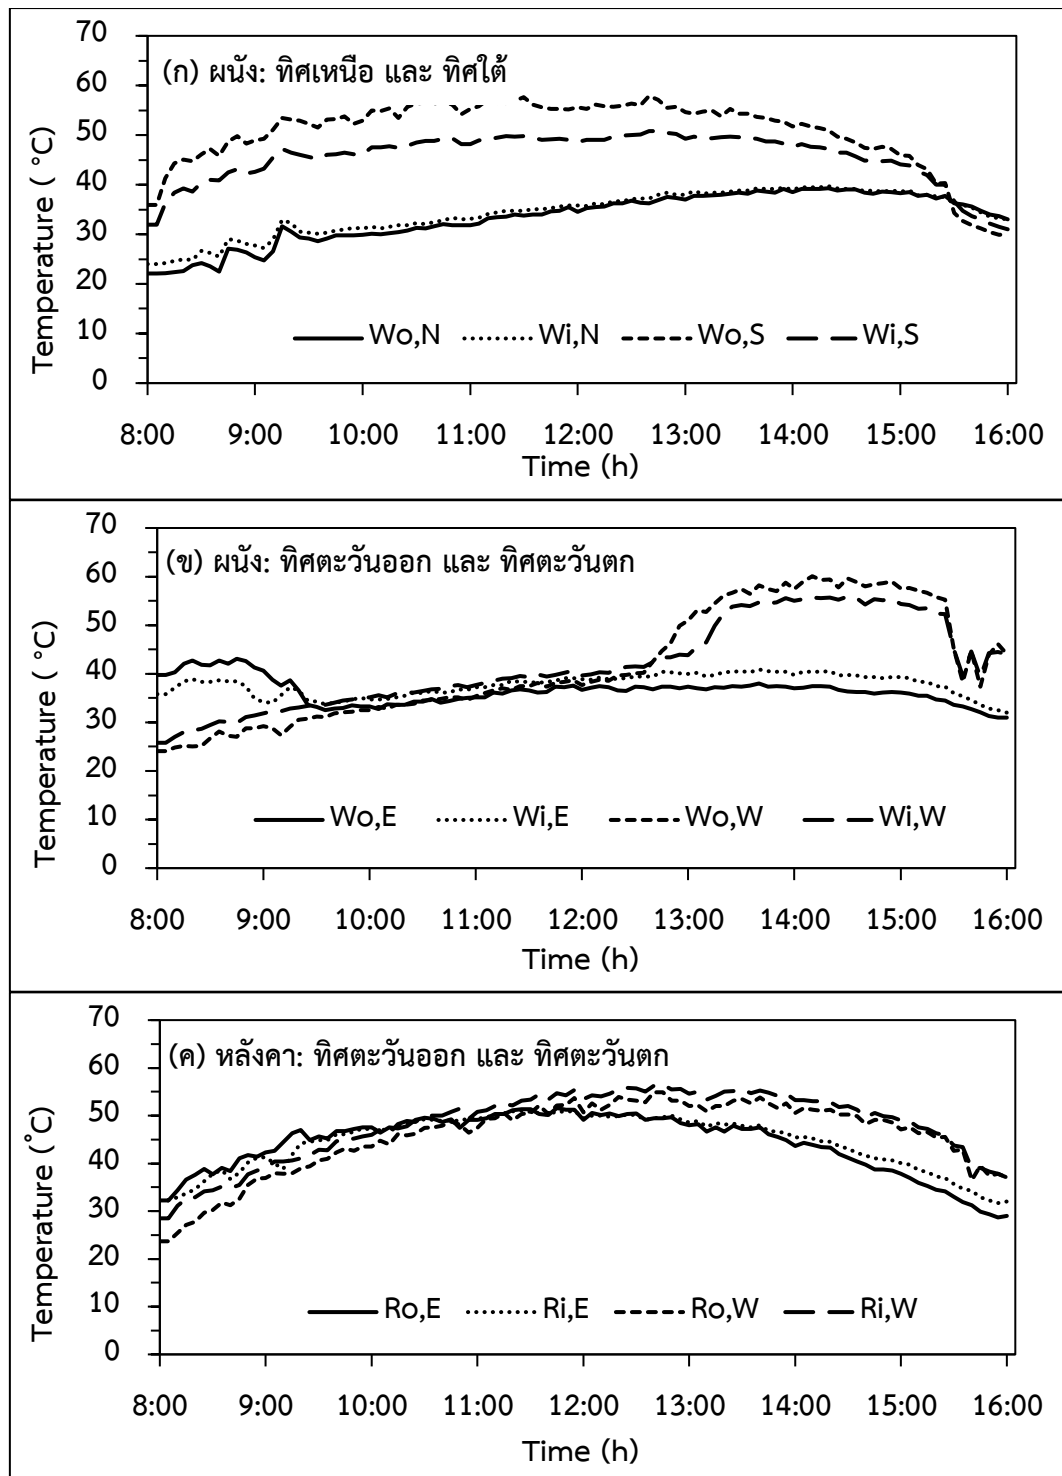 (ก) ผนัง: ทิศเหนือ และ ทิศใต้
Temperature ( °C)
70
60
50
40
30
20
10
0
Wo,N Wi,N Wo,S Wi,S
8:00 9:00 10:00 11:00 12:00 13:00 14:00 15:00 16:00
Time (h)
(ข) ผนัง: ทิศตะวันออก และ ทิศตะวันตก
Temperature ( °C)
70
60
50
40
30
20
10
0
Wo,E Wi,E Wo,W Wi,W
8:00 9:00 10:00 11:00 12:00 13:00 14:00 15:00 16:00
Time (h)
(ค) หลังคา: ทิศตะวันออก และ ทิศตะวันตก
Temperature (°C)
70
60
50
40
30
20
10
0
Ro,E Ri,E Ro,W Ri,W
8:00 9:00 10:00 11:00 12:00 13:00 14:00 15:00 16:00
Time (h)